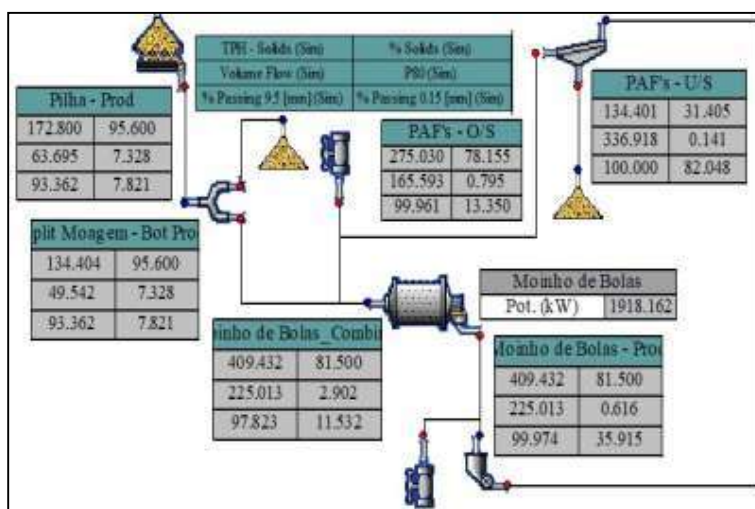 TPH - Solids (Sim) % Solids (Sim)
Volume Flow (Sim) P80 (Sim)
% Passing 9.5 [mm] (Sim) % Passing 0.15 [mm] (Sim)
Pilha - Prod
172.800 95.600
63.695 7.328
93.362 7.821
PAF's - O/S
275.030 78.155
165.593 0.795
99.961 13.350
PAF's - U/S
134.401 31.405
336.918 0.141
100.000 82.048
plit Moagem - Bot Pro
134.404 95.600
49.542 7.328
93.362 7.821
Moinho de Bolas
Pot. (kW) 1918.162
inho de Bolas_Combi
409.432 81.500
225.013 2.902
97.823 11.532
Moinho de Bolas - Pro
409.432 81.500
225.013 0.616
99.974 35.915